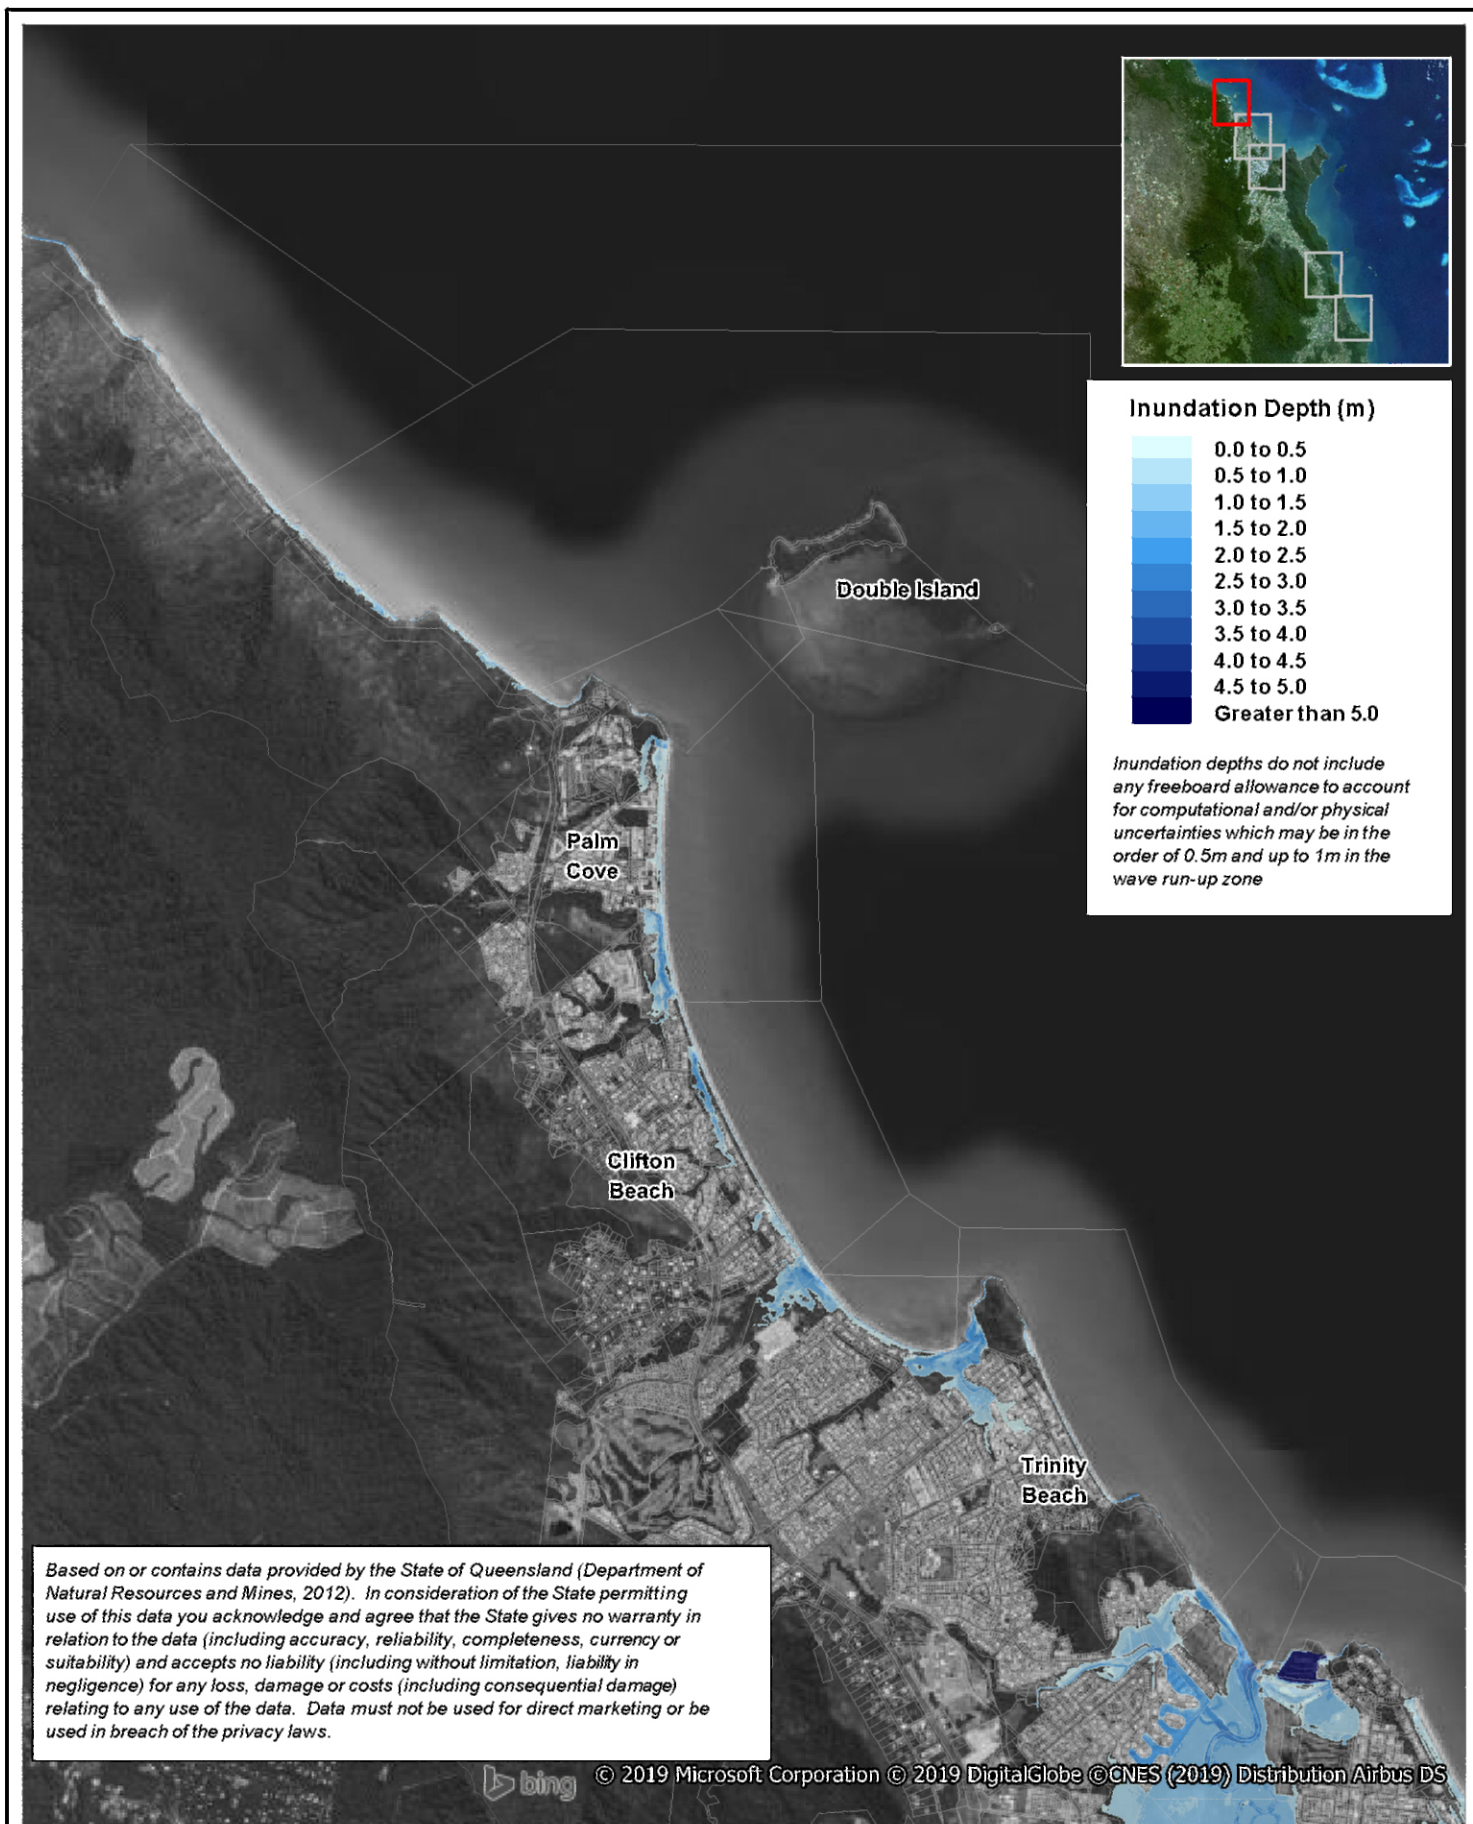 Inundation Depth (m)
0.0 to 0.5
0.5 to 1.0
1.0 to 1.5
1.5 to 2.0
2.0 to 2.5
2.5 to 3.0
3.0 to 3.5
3.5 to 4.0
4.0 to 4.5
4.5 to 5.0
Greater than 5.0
Inundation depths do not include
any freeboard allowance to account
for computational and/or physical
uncertainties which may be in the
order of 0.5m and up to 1m in the
wave run-up zone
Double Island
Palm
Cove
Clifton
Beach
Trinity
Beach
Based on or contains data provided by the State of Queensland (Department of
Natural Resources and Mines, 2012). In consideration of the State permitting
use of this data you acknowledge and agree that the State gives no warranty in
relation to the data (including accuracy, reliability, completeness, currency or
suitability) and accepts no liability (including without limitation, liability in
negligence) for any loss, damage or costs (including consequential damage)
relating to any use of the data. Data must not be used for direct marketing or be
used in breach of the privacy laws.
bing
© 2019 Microsoft Corporation © 2019 DigitalGlobe ©CNES (2019) Distribution Airbus DS